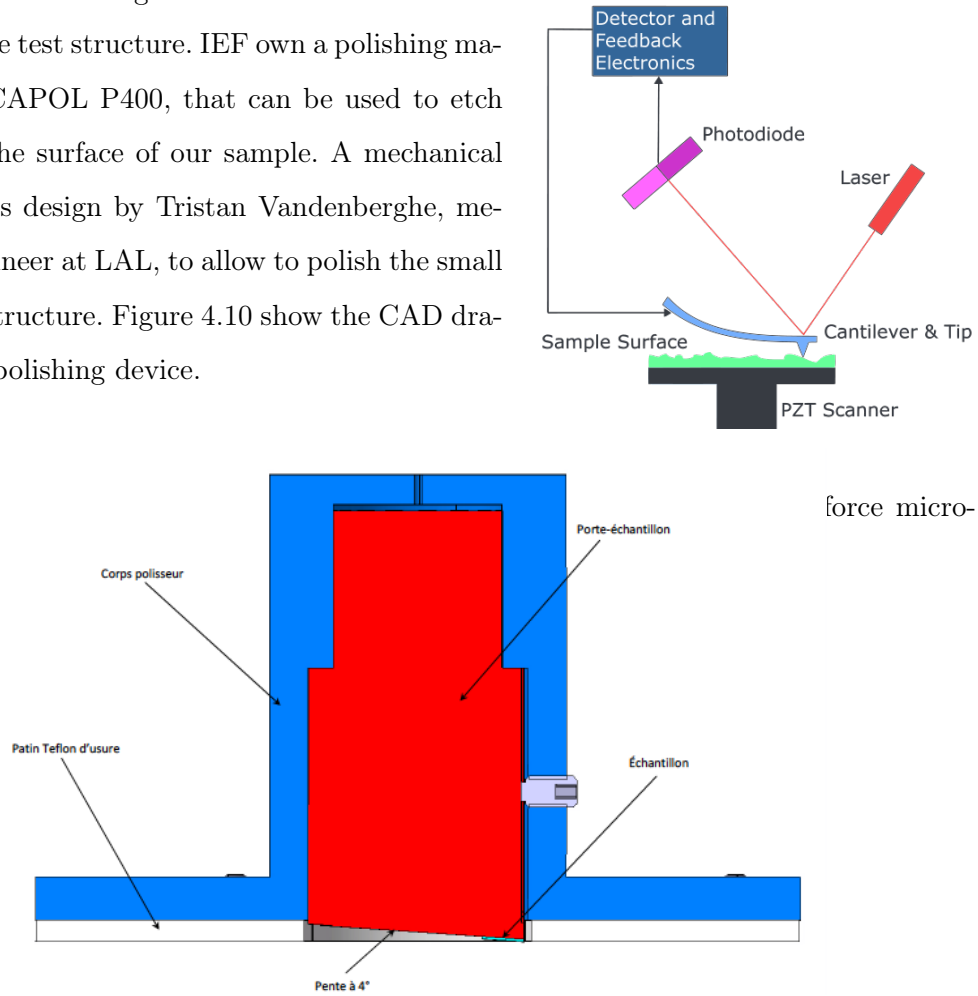 e test structure. IEF own a polishing ma-
CAPOL P400, that can be used to etch
he surface of our sample. A mechanical
s design by Tristan Vandenberghe, me-
neer at LAL, to allow to polish the small
tructure. Figure 4.10 show the CAD dra-
polishing device.
Detector and
Feedback
Electronics
Photodiode
Laser
Cantilever & Tip
Sample Surface
PZT Scanner
force micro-
Porte-échantillon
Corps polisseur
Patin Teflon d'usure
Échantillon
Pente à 4°